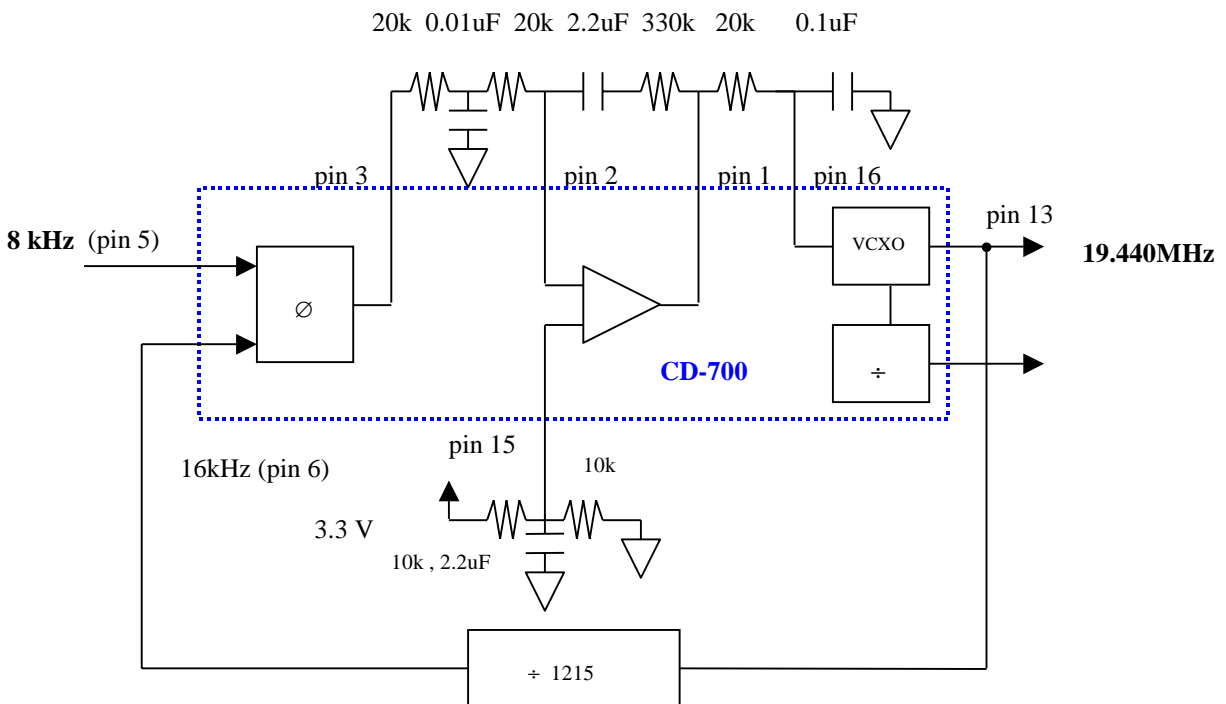 20k 0.01uF 20k 2.2uF 330k 20k 0.1uF
pin 3 pin 2 pin 1 pin 16
pin 13
8 kHz (pin 5)
VCXO
19.440MHz
∅
CD-700
÷
pin 15
16kHz (pin 6)
10k
3.3 V
10k , 2.2uF
÷ 1215